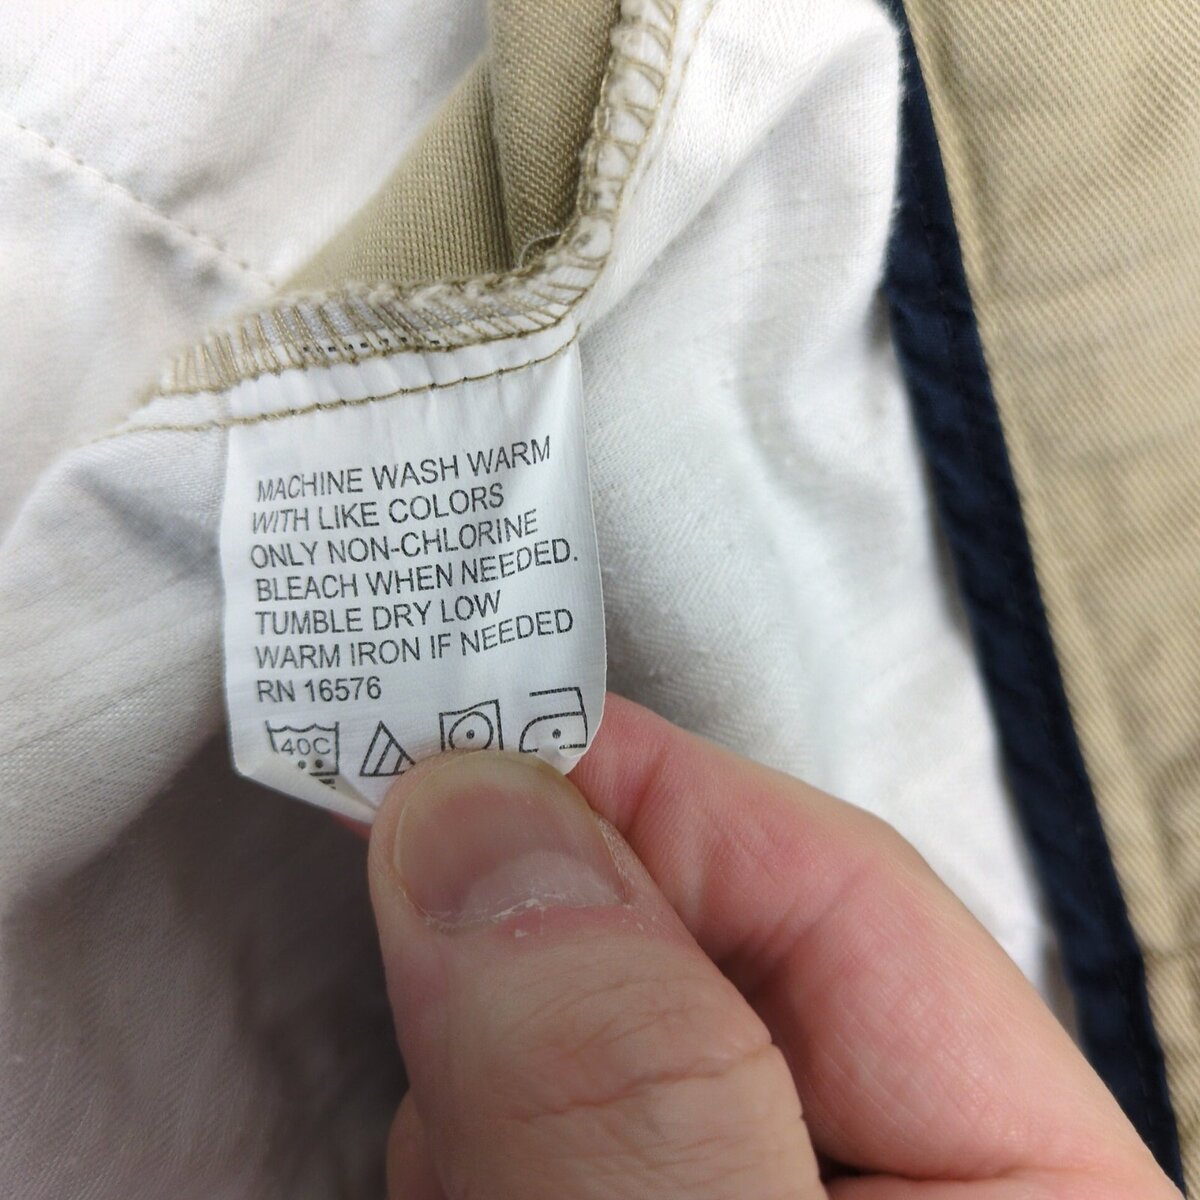 MACHINE WASH WARM
WITH LIKE COLORS
ONLY NON-CHLORINE
BLEACH WHEN NEEDED.
TUMBLE DRY LOW
WARM IRON IF NEEDED
RN 16576
40C